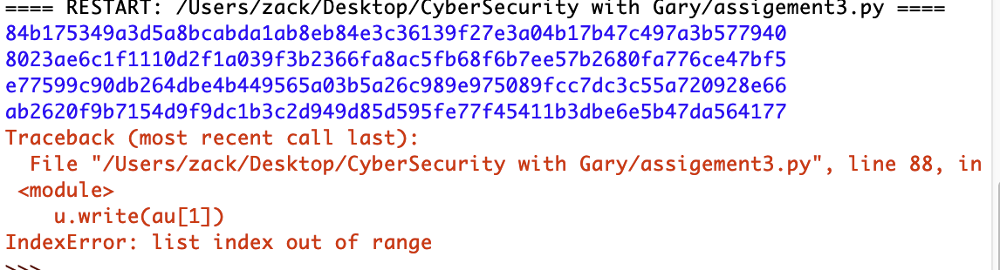 ==== RESTART: /Users/zack/Desktop/CyberSecurity with Gary/assigement3.py ====
84b175349a3d5a8bcabda1ab8eb84e3c36139f27e3a04b17b47c497a3b577940
8023ae6c1f1110d2f1a039f3b2366fa8ac5fb68f6b7ee57b2680fa776ce47bf5
e77599c90db264dbe4b449565a03b5a26c989e975089fcc7dc3c55a720928e66
ab2620f9b7154d9f9dc1b3c2d949d85d595fe77f45411b3dbe6e5b47da564177
Traceback (most recent call last):
  File "/Users/zack/Desktop/CyberSecurity with Gary/assigement3.py", line 88, in
 <module>
    u.write(au[1])
IndexError: list index out of range
>>>